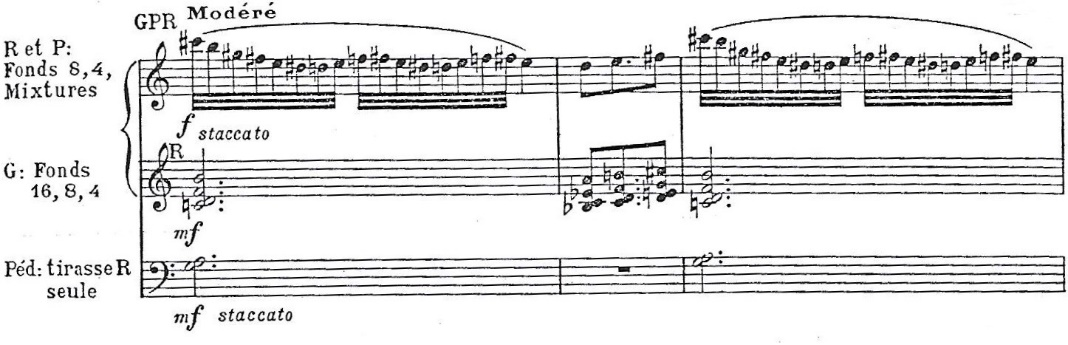 GPR Modéré
R et P:
Fonds 8,4,
Mixtures
f staccato
R
G: Fonds
16, 8, 4
mf
Péd: tirasse R
seule
mf staccato